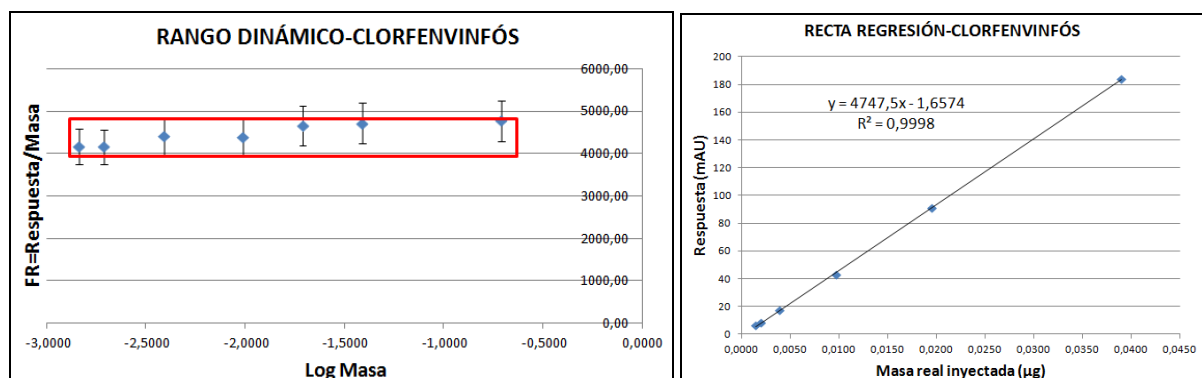 RANGO DINÁMICO-CLORFENVINFÓS
FR=Respuesta/Masa
6000,00
5000,00
4000,00
3000,00
2000,00
1000,00
0,00
-3,0000 -2,5000 -2,0000 -1,5000 -1,0000 -0,5000 0,0000
Log Masa
RECTA REGRESIÓN-CLORFENVINFÓS
Respuesta (mAU)
200
180
160
140
120
100
80
60
40
20
0
y = 4747,5x - 1,6574
R² = 0,9998
0,0000 0,0050 0,0100 0,0150 0,0200 0,0250 0,0300 0,0350 0,0400 0,0450
Masa real inyectada (µg)